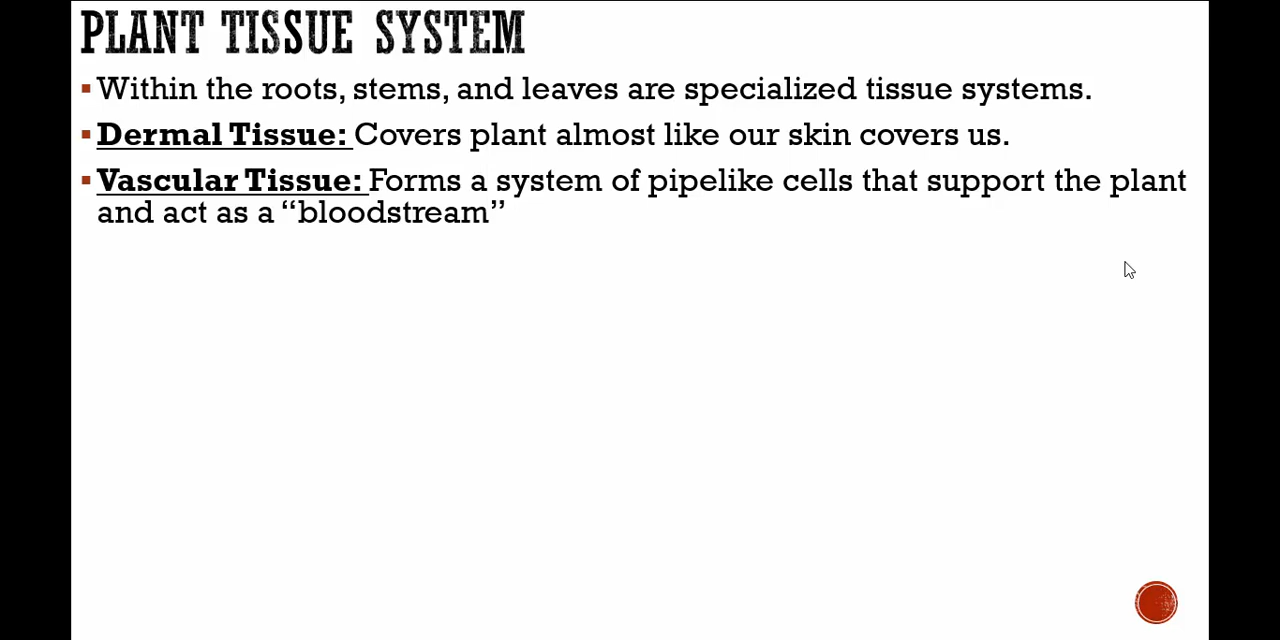 PLANT TISSUE SYSTEM
▪ Within the roots, stems, and leaves are specialized tissue systems.
▪ Dermal Tissue: Covers plant almost like our skin covers us.
▪ Vascular Tissue: Forms a system of pipelike cells that support the plant
and act as a “bloodstream”